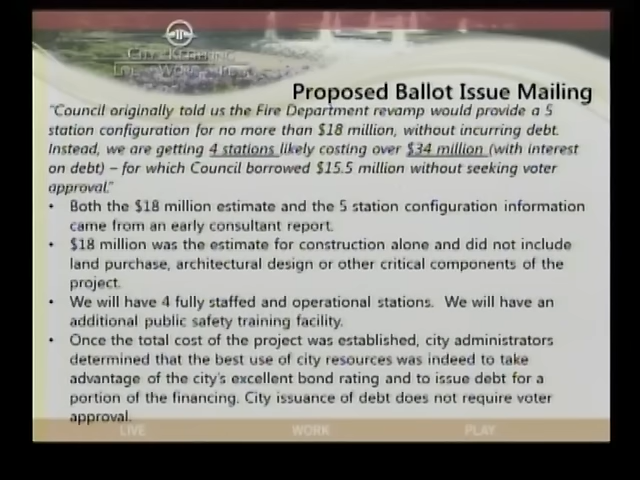 CITY KETTERING
LIVE WORK PLAY
Proposed Ballot Issue Mailing
"Council originally told us the Fire Department revamp would provide a 5
station configuration for no more than $18 million, without incurring debt.
Instead, we are getting 4 stations likely costing over $34 million (with interest
on debt) – for which Council borrowed $15.5 million without seeking voter
approval."
• Both the $18 million estimate and the 5 station configuration information
came from an early consultant report.
• $18 million was the estimate for construction alone and did not include
land purchase, architectural design or other critical components of the
project.
• We will have 4 fully staffed and operational stations. We will have an
additional public safety training facility.
• Once the total cost of the project was established, city administrators
determined that the best use of city resources was indeed to take
advantage of the city's excellent bond rating and to issue debt for a
portion of the financing. City issuance of debt does not require voter
approval.
LIVE WORK PLAY